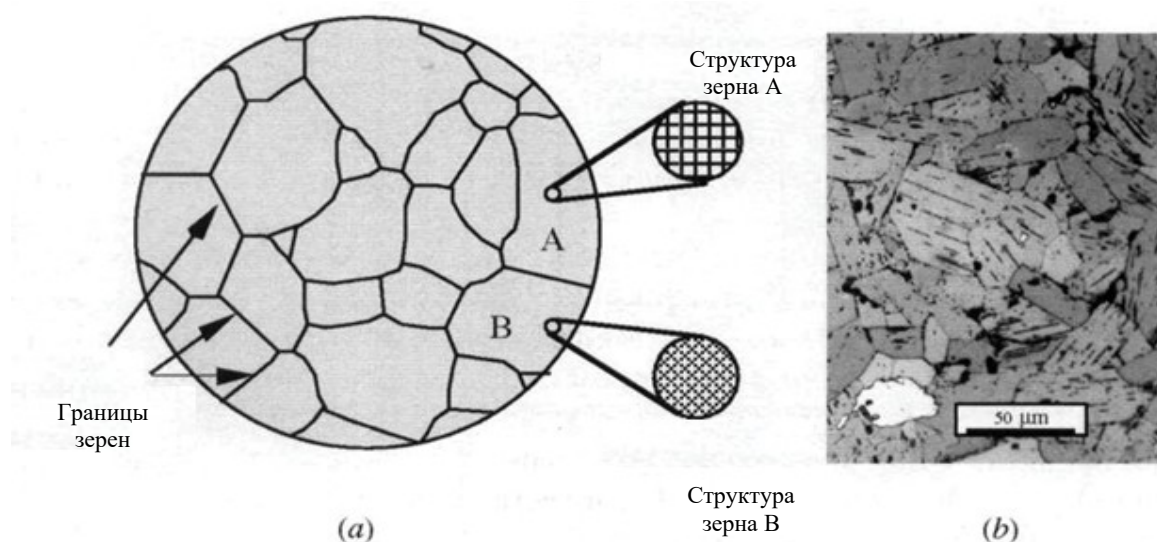 Структура
зерна А
A
B
Границы
зерен
50 µm
Структура
зерна В
(a)
(b)